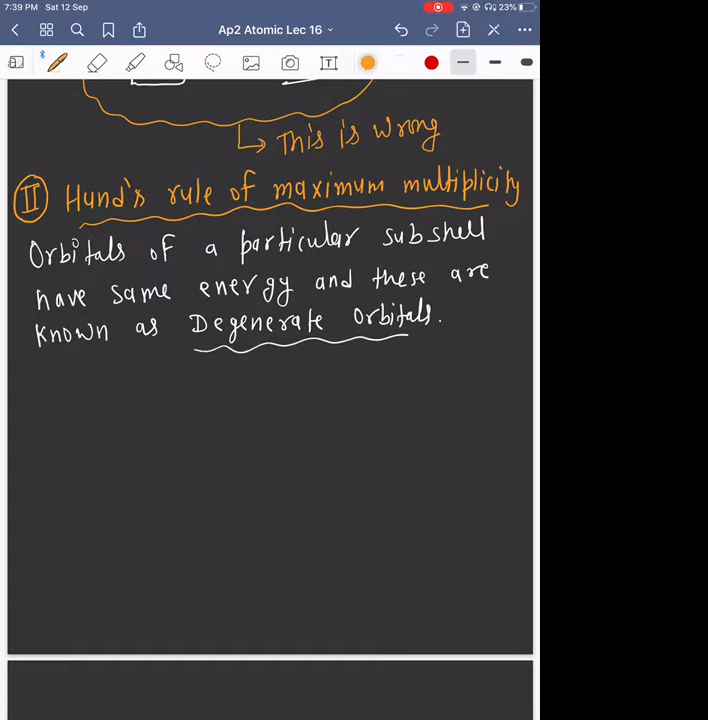 7:39 PM Sat 12 Sep
23%
Ap2 Atomic Lec 16
T
This is wrong
II Hund's rule of maximum multiplicity
Orbitals of a particular subshell
have same energy and these are
known as Degenerate Orbitals.